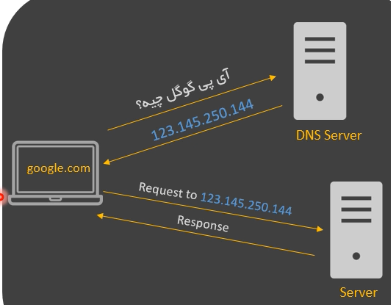 آی پی گوگل چیه؟
123.145.250.144
DNS Server
google.com
Request to 123.145.250.144
Response
Server